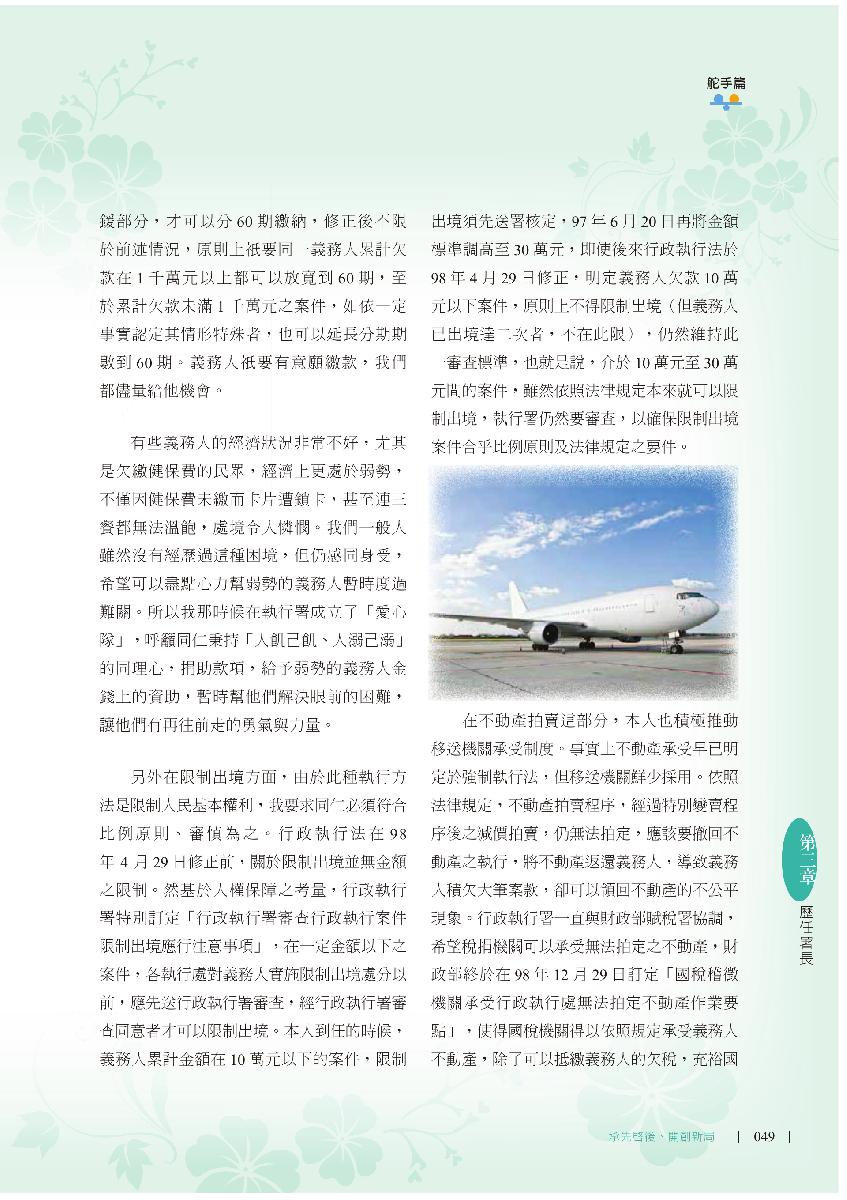 舵手篇
鍰部分，才可以分 60 期繳納，修正後不限
於前述情況，原則上祇要同一義務人累計欠
款在 1 千萬元以上都可以放寬到 60 期，至
於累計欠款未滿 1 千萬元之案件，如依一定
事實認定其情形特殊者，也可以延長分期期
數到 60 期。義務人祇要有意願繳款，我們
都儘量給他機會。
有些義務人的經濟狀況非常不好，尤其
是欠繳健保費的民眾，經濟上更處於弱勢，
不僅因健保費未繳而卡片遭鎖卡，甚至連三
餐都無法溫飽，處境令人憐憫。我們一般人
雖然沒有經歷過這種困境，但仍感同身受，
希望可以盡點心力幫弱勢的義務人暫時度過
難關。所以我那時候在執行署成立了「愛心
隊」，呼籲同仁秉持「人飢己飢、人溺己溺」
的同理心，捐助款項，給予弱勢的義務人金
錢上的資助，暫時幫他們解決眼前的困難，
讓他們有再往前走的勇氣與力量。
另外在限制出境方面，由於此種執行方
法是限制人民基本權利，我要求同仁必須符合
比例原則、審慎為之。行政執行法在 98
年 4 月 29 日修正前，關於限制出境並無金額
之限制。然基於人權保障之考量，行政執行
署特別訂定「行政執行署審查行政執行案件
限制出境應行注意事項」，在一定金額以下之
案件，各執行處對義務人實施限制出境處分以
前，應先送行政執行署審查，經行政執行署審
查同意者才可以限制出境。本人到任的時候，
義務人累計金額在 10 萬元以下的案件，限制
出境須先送署核定，97 年 6 月 20 日再將金額
標準調高至 30 萬元，即使後來行政執行法於
98 年 4 月 29 日修正，明定義務人欠款 10 萬
元以下案件，原則上不得限制出境（但義務人
已出境達二次者，不在此限），仍然維持此
一審查標準，也就是說，介於 10 萬元至 30 萬
元間的案件，雖然依照法律規定本來就可以限
制出境，執行署仍然要審查，以確保限制出境
案件合乎比例原則及法律規定之要件。
在不動產拍賣這部分，本人也積極推動
移送機關承受制度。事實上不動產承受早已明
定於強制執行法，但移送機關鮮少採用。依照
法律規定，不動產拍賣程序，經過特別變賣程
序後之減價拍賣，仍無法拍定，應該要撤回不
動產之執行，將不動產返還義務人，導致義務
人積欠大筆案款，卻可以領回不動產的不公平
現象。行政執行署一直與財政部賦稅署協調，
希望稅捐機關可以承受無法拍定之不動產，財
政部終於在 98 年 12 月 29 日訂定「國稅稽徵
機關承受行政執行處無法拍定不動產作業要
點」，使得國稅機關得以依照規定承受義務人
不動產，除了可以抵繳義務人的欠稅，充裕國
第二章
歷任署長
承先啓後、開創新局 | 049 |